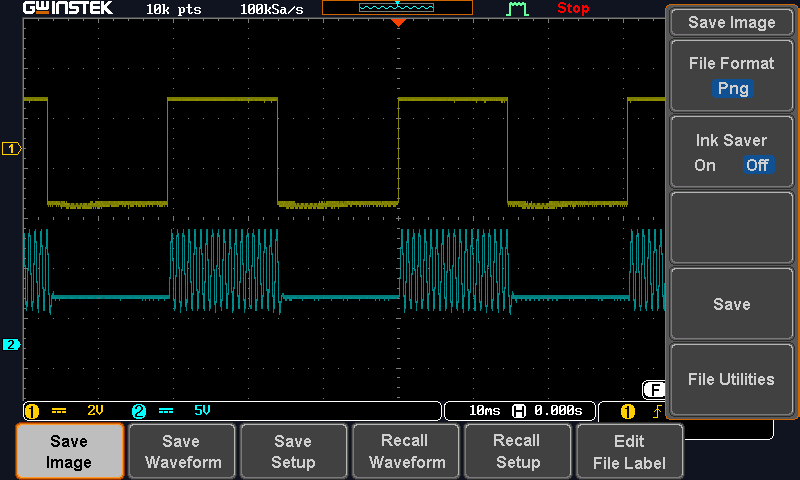 GWINSTEK 10k pts 100kSa/s Stop
Save Image
File Format
Png
Ink Saver
On Off
Save
File Utilities
1
2
F
1 2V 2 5V 10ms H 0.000s 1
Save Image
Save Waveform
Save Setup
Recall Waveform
Recall Setup
Edit File Label